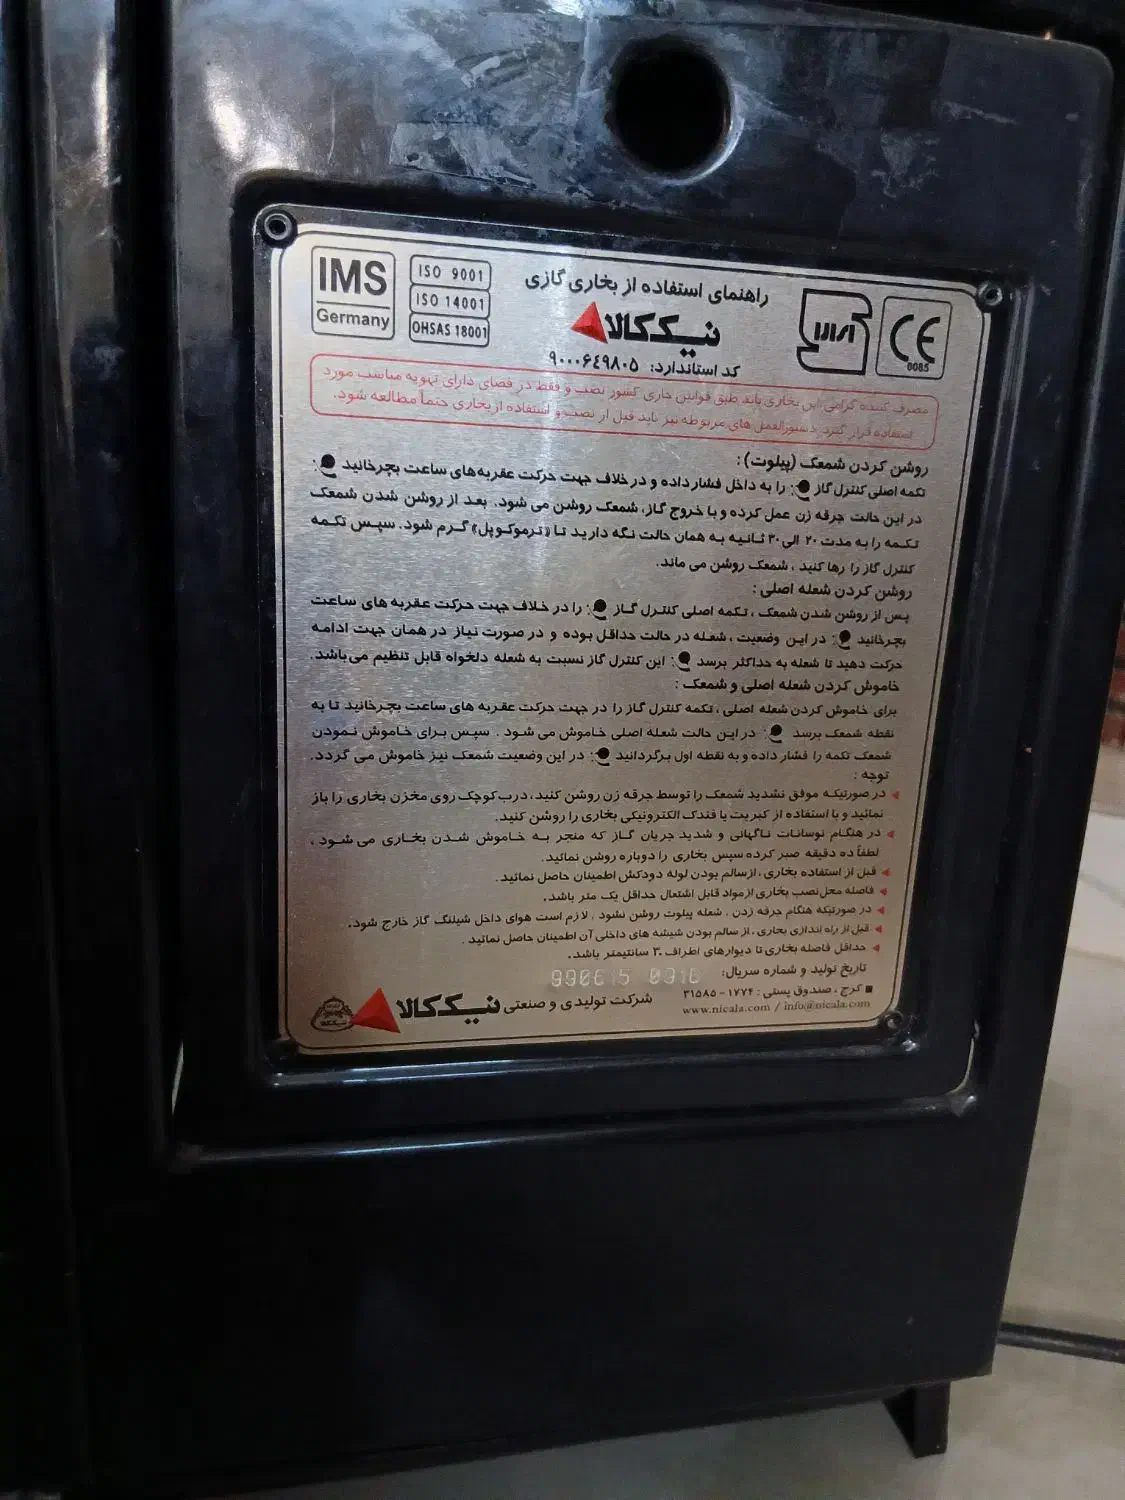 IMS
Germany
ISO 9001
ISO 14001
OHSAS 18001
راهنمای استفاده از بخاری گازی
نیک کالا
کد استاندارد: ۹۰۰۰۶۴۹۸۰۵
CE
0085
مصرف کننده گرامی این بخاری باید طبق قوانین جاری کشور نصب و فقط در فضای دارای تهویه مناسب مورد
استفاده قرار گیرد. دستورالعمل های مربوطه نیز باید قبل از نصب و استفاده از بخاری حتماً مطالعه شود.
روشن کردن شمعک (پیلوت):
تکمه اصلی کنترل گاز را به داخل فشار داده و در خلاف جهت حرکت عقربه های ساعت بچرخانید
در این حالت جرقه زن عمل کرده و با خروج گاز، شمعک روشن می شود. بعد از روشن شدن شمعک
تکمه را به مدت ۲۰ الی ۳۰ ثانیه به همان حالت نگه دارید تا «ترموکوپل» گرم شود. سپس تکمه
کنترل گاز را رها کنید، شمعک روشن می ماند.
روشن کردن شعله اصلی:
پس از روشن شدن شمعک، تکمه اصلی کنترل گاز را در خلاف جهت حرکت عقربه های ساعت
بچرخانید در این وضعیت، شعله در حالت حداقل بوده و در صورت نیاز در همان جهت ادامه
حرکت دهید تا شعله به حداکثر برسد این کنترل گاز نسبت به شعله دلخواه قابل تنظیم می باشد.
خاموش کردن شعله اصلی و شمعک:
برای خاموش کردن شعله اصلی، تکمه کنترل گاز را در جهت حرکت عقربه های ساعت بچرخانید تا به
نقطه شمعک برسد در این حالت شعله اصلی خاموش می شود. سپس برای خاموش نمودن
شمعک تکمه را فشار داده و به نقطه اول برگردانید در این وضعیت شمعک نیز خاموش می گردد.
توجه:
در صورتیکه موفق نشدید شمعک را توسط جرقه زن روشن کنید، درب کوچک روی مخزن بخاری را باز
نمائید و با استفاده از کبریت یا فندک الکترونیکی بخاری را روشن کنید.
در هنگام نوسانات ناگهانی و شدید جریان گاز که منجر به خاموش شدن بخاری می شود،
لطفاً ده دقیقه صبر کرده سپس بخاری را دوباره روشن نمائید.
قبل از استفاده بخاری، از سالم بودن لوله دودکش اطمینان حاصل نمائید.
فاصله محل نصب بخاری از مواد قابل اشتعال حداقل یک متر باشد.
در صورتیکه هنگام جرقه زدن، شعله پیلوت روشن نشود، لازم است هوای داخل شیلنگ گاز خارج شود.
قبل از راه اندازی بخاری، از سالم بودن شیشه های داخلی آن اطمینان حاصل نمائید.
حداقل فاصله بخاری تا دیوارهای اطراف ۳۰ سانتیمتر باشد.
تاریخ تولید و شماره سریال: 990615 0916
کرج، صندوق پستی: ۱۷۷۴-۳۱۵۸۵
شرکت تولیدی و صنعتی نیک کالا
www.nicala.com / info@nicala.com